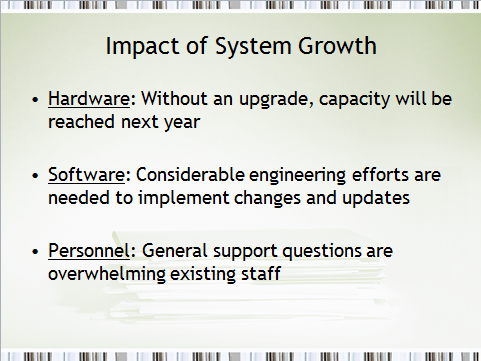 Impact of System Growth
• Hardware: Without an upgrade, capacity will be
reached next year
• Software: Considerable engineering efforts are
needed to implement changes and updates
• Personnel: General support questions are
overwhelming existing staff